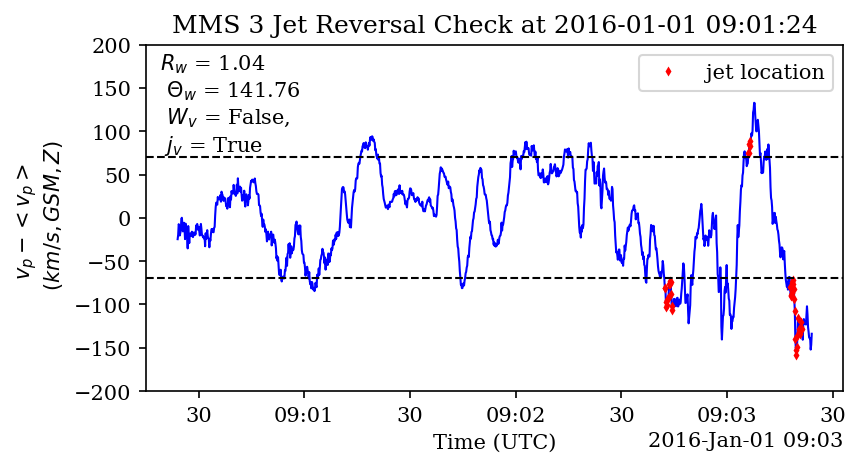 MMS 3 Jet Reversal Check at 2016-01-01 09:01:24
R_w = 1.04
Θ_w = 141.76
W_v = False,
j_v = True
jet location
v_p − < v_p >
(km/s, GSM, Z)
200
150
100
50
0
−50
−100
−150
−200
30
09:01
30
09:02
30
09:03
30
Time (UTC)
2016-Jan-01 09:03